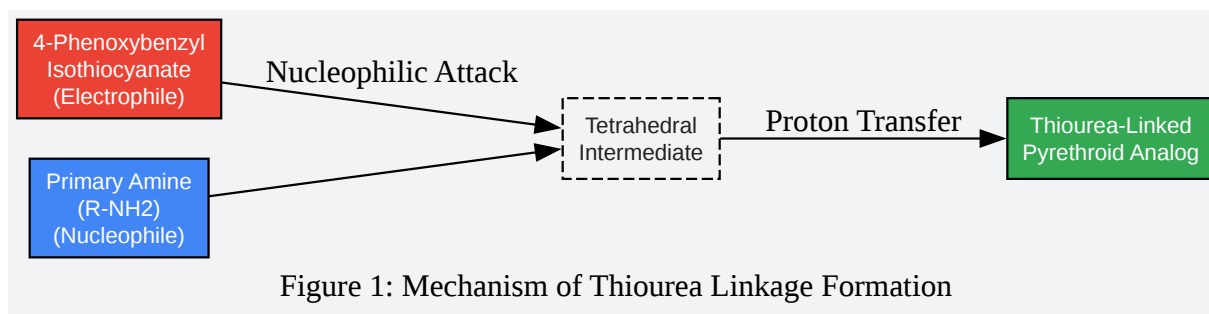 4-Phenoxybenzyl
Isothiocyanate
(Electrophile)
Nucleophilic Attack
Primary Amine
(R-NH2)
(Nucleophile)
Tetrahedral
Intermediate
Proton Transfer
Thiourea-Linked
Pyrethroid Analog
Figure 1: Mechanism of Thiourea Linkage Formation